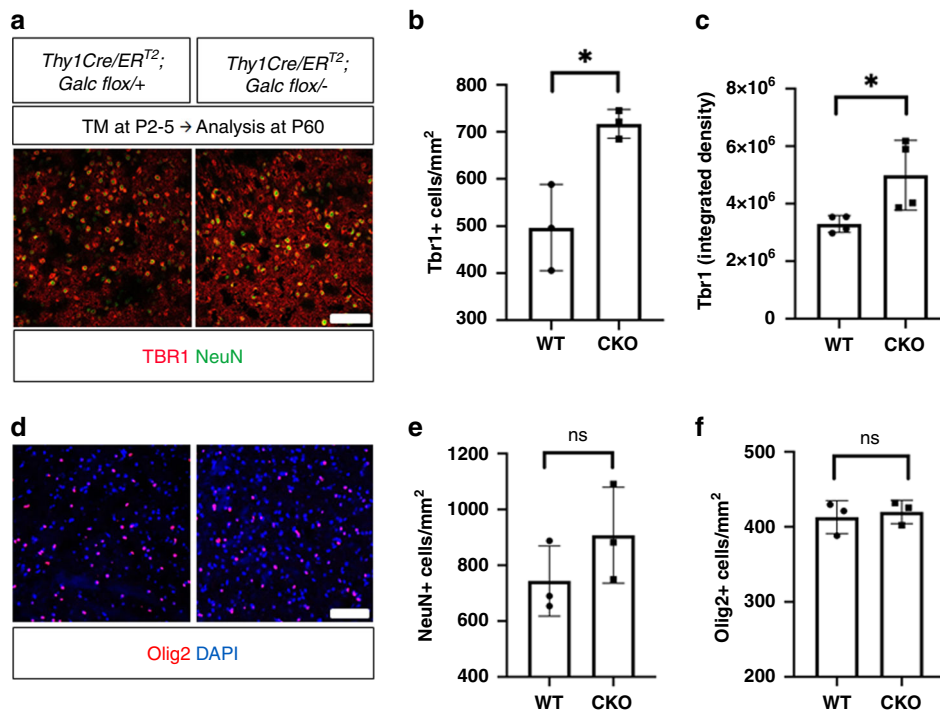 a
Thy1Cre/ER^T2;
Galc flox/+
Thy1Cre/ER^T2;
Galc flox/-
TM at P2-5 → Analysis at P60
TBR1 NeuN
b
*
800
700
600
500
400
300
Tbr1+ cells/mm²
WT CKO
c
*
8×10⁶
6×10⁶
4×10⁶
2×10⁶
0
Tbr1 (integrated density)
WT CKO
d
Olig2 DAPI
e
ns
1200
1000
800
600
400
NeuN+ cells/mm²
WT CKO
f
ns
500
400
300
200
Olig2+ cells/mm²
WT CKO